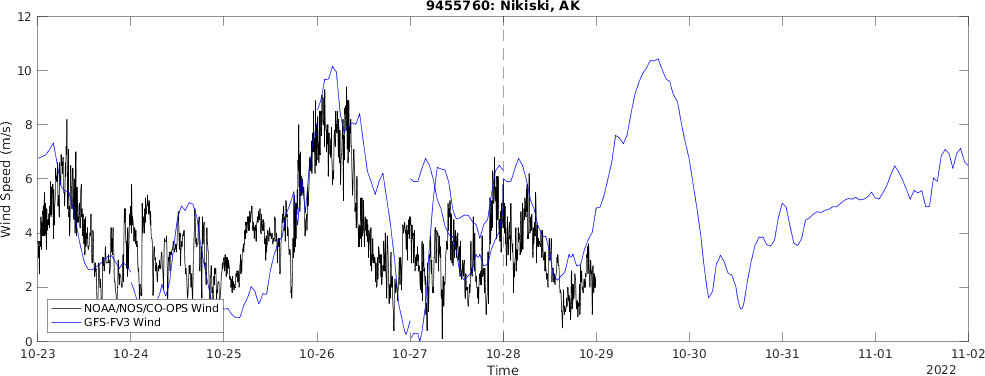 9455760: Nikiski, AK
Wind Speed (m/s)
12
10
8
6
4
2
0
NOAA/NOS/CO-OPS Wind
GFS-FV3 Wind
10-23 10-24 10-25 10-26 10-27 10-28 10-29 10-30 10-31 11-01 11-02
Time
2022